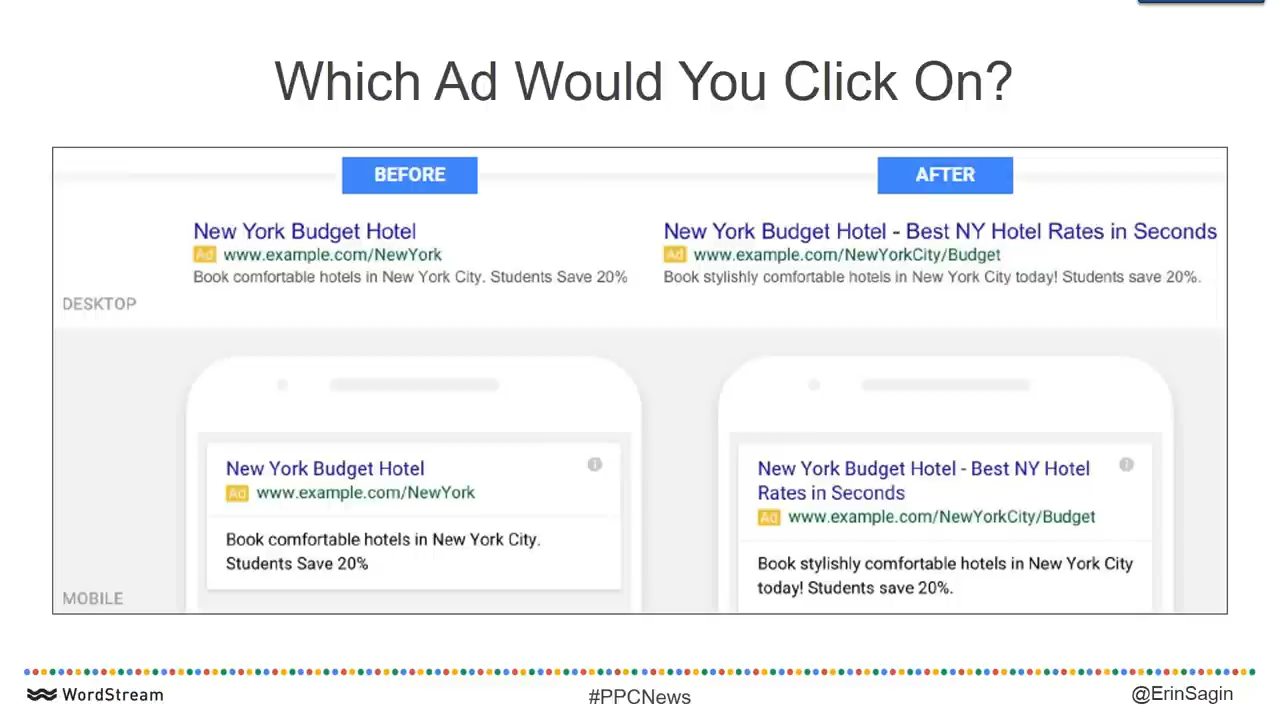 Which Ad Would You Click On?
BEFORE
AFTER
New York Budget Hotel
Ad www.example.com/NewYork
Book comfortable hotels in New York City. Students Save 20%
New York Budget Hotel - Best NY Hotel Rates in Seconds
Ad www.example.com/NewYorkCity/Budget
Book stylishly comfortable hotels in New York City today! Students save 20%.
DESKTOP
New York Budget Hotel
Ad www.example.com/NewYork
Book comfortable hotels in New York City.
Students Save 20%
New York Budget Hotel - Best NY Hotel
Rates in Seconds
Ad www.example.com/NewYorkCity/Budget
Book stylishly comfortable hotels in New York City
today! Students save 20%.
MOBILE
WordStream
#PPCNews
@ErinSagin